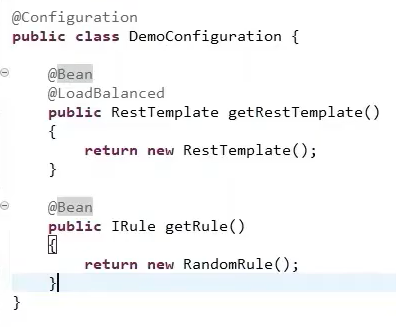 @Configuration
public class DemoConfiguration {
@Bean
@LoadBalanced
public RestTemplate getRestTemplate()
{
return new RestTemplate();
}
@Bean
public IRule getRule()
{
return new RandomRule();
}
}